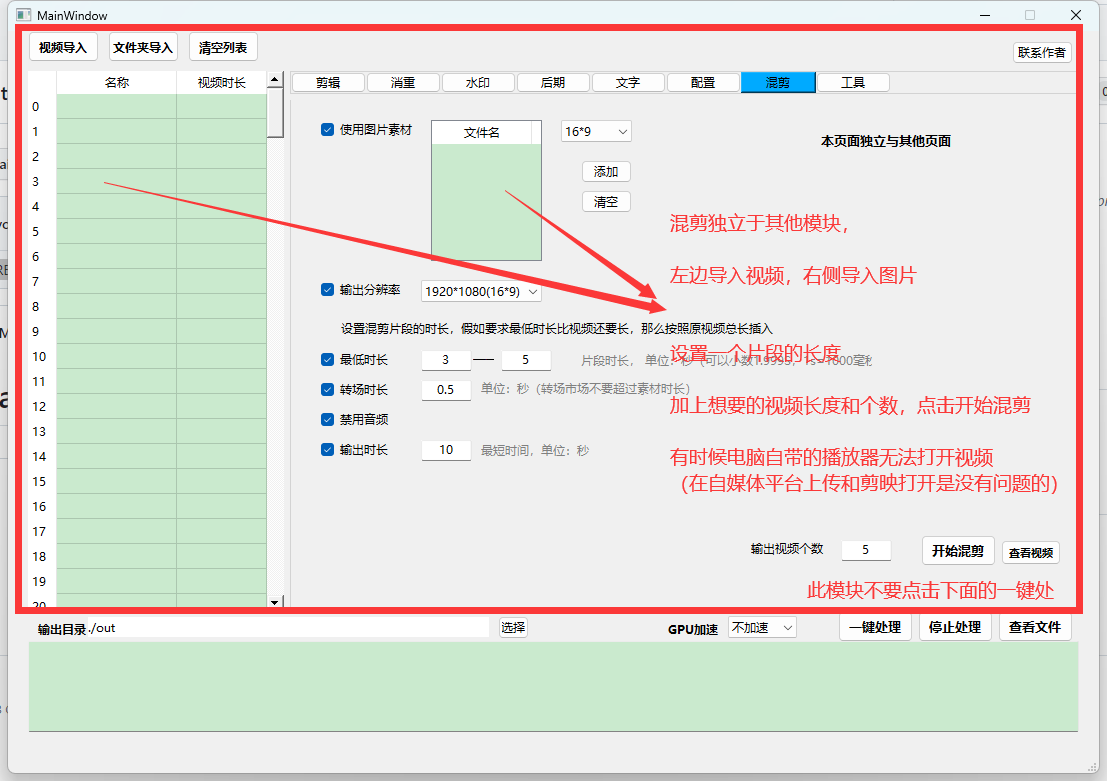 MainWindow
视频导入 文件夹导入 清空列表
联系作者
名称 视频时长
剪辑 消重 水印 后期 文字 配置 混剪 工具
0
1
2
3
4
5
6
7
8
9
10
11
12
13
14
15
16
17
18
19
20
使用图片素材
文件名
16*9
添加
清空
本页面独立与其他页面
混剪独立于其他模块，
左边导入视频，右侧导入图片
输出分辨率 1920*1080(16*9)
设置混剪片段的时长，假如要求最低时长比视频还要长，那么按照原视频总长插入
设置一个片段的长度
最低时长 3 — 5 片段时长， 单位：秒（可以小数1.9995， 1s=1000毫秒
转场时长 0.5 单位：秒（转场市场不要超过素材时长）
加上想要的视频长度和个数，点击开始混剪
禁用音频
输出时长 10 最短时间，单位：秒
有时候电脑自带的播放器无法打开视频
（在自媒体平台上传和剪映打开是没有问题的）
输出视频个数 5 开始混剪 查看视频
此模块不要点击下面的一键处
输出目录 ./out 选择 GPU加速 不加速 一键处理 停止处理 查看文件